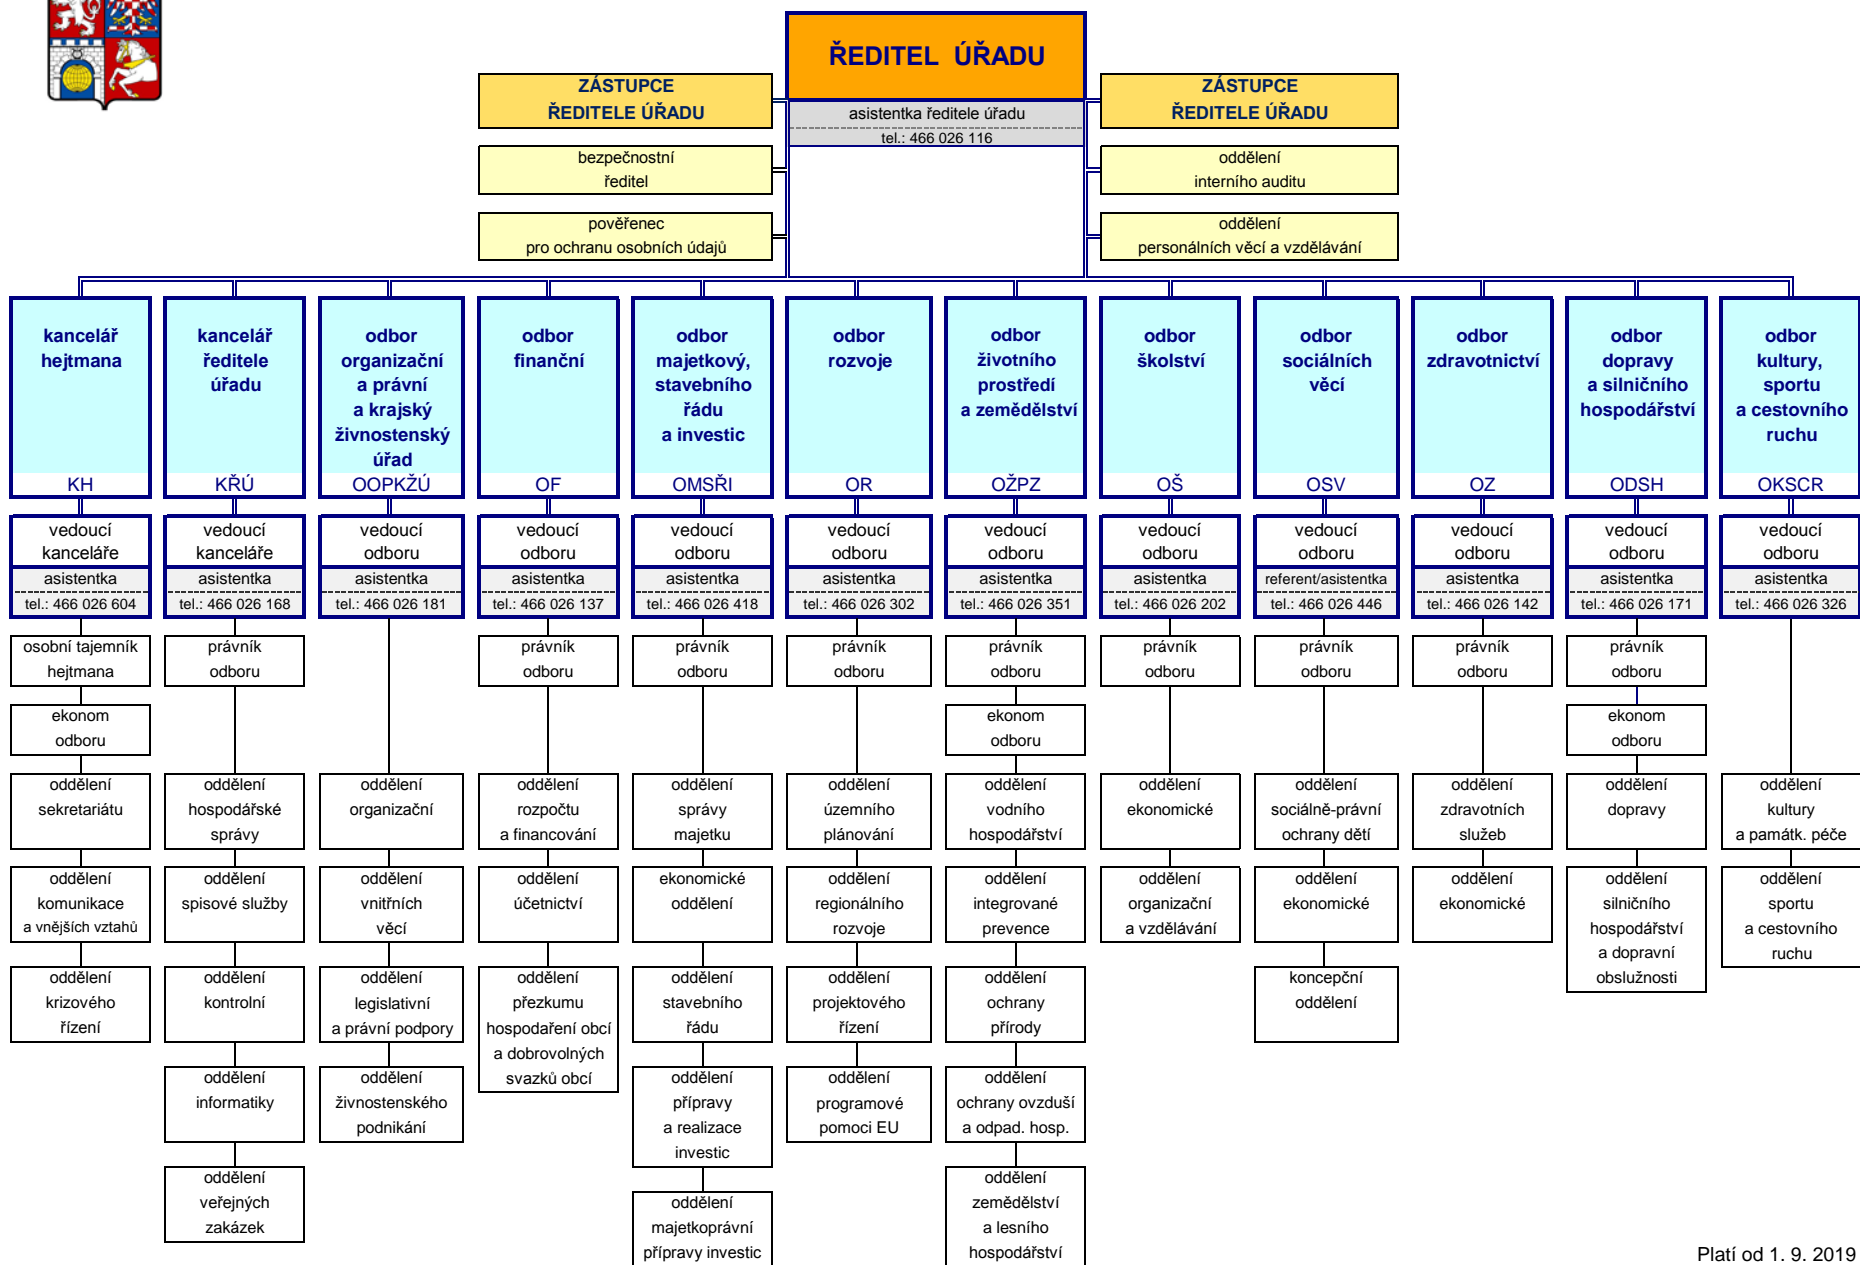 ŘEDITEL ÚŘADU
asistentka ředitele úřadu
tel.: 466 026 116
ZÁSTUPCE
ŘEDITELE ÚŘADU
ZÁSTUPCE
ŘEDITELE ÚŘADU
bezpečnostní
ředitel
oddělení
interního auditu
pověřenec
pro ochranu osobních údajů
oddělení
personálních věcí a vzdělávání
kancelář
hejtmana
KH
vedoucí
kanceláře
asistentka
tel.: 466 026 604
osobní tajemník
hejtmana
ekonom
odboru
oddělení
sekretariátu
oddělení
komunikace
a vnějších vztahů
oddělení
krizového
řízení
kancelář
ředitele
úřadu
KŘÚ
vedoucí
kanceláře
asistentka
tel.: 466 026 168
právník
odboru
oddělení
hospodářské
správy
oddělení
spisové služby
oddělení
kontrolní
oddělení
informatiky
oddělení
veřejných
zakázek
odbor
organizační
a právní
a krajský
živnostenský
úřad
OOPKŽÚ
vedoucí
odboru
asistentka
tel.: 466 026 181
oddělení
organizační
oddělení
vnitřních
věcí
oddělení
legislativní
a právní podpory
oddělení
živnostenského
podnikání
odbor
finanční
OF
vedoucí
odboru
asistentka
tel.: 466 026 137
právník
odboru
oddělení
rozpočtu
a financování
oddělení
účetnictví
oddělení
přezkumu
hospodaření obcí
a dobrovolných
svazků obcí
odbor
majetkový,
stavebního
řádu
a investic
OMSŘI
vedoucí
odboru
asistentka
tel.: 466 026 418
právník
odboru
oddělení
správy
majetku
ekonomické
oddělení
oddělení
stavebního
řádu
oddělení
přípravy
a realizace
investic
oddělení
majetkoprávní
přípravy investic
odbor
rozvoje
OR
vedoucí
odboru
asistentka
tel.: 466 026 302
právník
odboru
oddělení
územního
plánování
oddělení
regionálního
rozvoje
oddělení
projektového
řízení
oddělení
programové
pomoci EU
odbor
životního
prostředí
a zemědělství
OŽPZ
vedoucí
odboru
asistentka
tel.: 466 026 351
právník
odboru
ekonom
odboru
oddělení
vodního
hospodářství
oddělení
integrované
prevence
oddělení
ochrany
přírody
oddělení
ochrany ovzduší
a odpad. hosp.
oddělení
zemědělství
a lesního
hospodářství
odbor
školství
OŠ
vedoucí
odboru
asistentka
tel.: 466 026 202
právník
odboru
oddělení
ekonomické
oddělení
organizační
a vzdělávání
odbor
sociálních
věcí
OSV
vedoucí
odboru
referent/asistentka
tel.: 466 026 446
právník
odboru
oddělení
sociálně-právní
ochrany dětí
oddělení
ekonomické
koncepční
oddělení
odbor
zdravotnictví
OZ
vedoucí
odboru
asistentka
tel.: 466 026 142
právník
odboru
oddělení
zdravotních
služeb
oddělení
ekonomické
odbor
dopravy
a silničního
hospodářství
ODSH
vedoucí
odboru
asistentka
tel.: 466 026 171
právník
odboru
ekonom
odboru
oddělení
dopravy
oddělení
silničního
hospodářství
a dopravní
obslužnosti
odbor
kultury,
sportu
a cestovního
ruchu
OKSCR
vedoucí
odboru
asistentka
tel.: 466 026 326
oddělení
kultury
a památk. péče
oddělení
sportu
a cestovního
ruchu
Platí od 1. 9. 2019